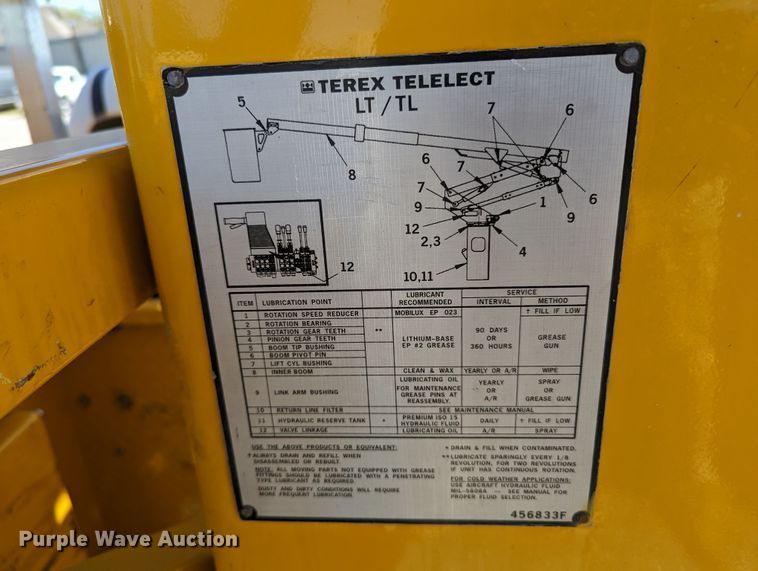 TEREX TELELECT
LT / TL
5
7
6
8
6
7
7
6
9
1
9
12
2,3
4
12
10,11
ITEM LUBRICATION POINT LUBRICANT RECOMMENDED SERVICE
INTERVAL METHOD
1 ROTATION SPEED REDUCER MOBILUX EP 023 † FILL IF LOW
2 ROTATION BEARING
3 ROTATION GEAR TEETH **
4 PINION GEAR TEETH
5 BOOM TIP BUSHING
6 BOOM PIVOT PIN
7 LIFT CYL BUSHING
LITHIUM-BASE
EP #2 GREASE
90 DAYS
OR
360 HOURS
GREASE
GUN
8 INNER BOOM CLEAN & WAX YEARLY OR A/R WIPE
9 LINK ARM BUSHING
LUBRICATING OIL
FOR MAINTENANCE
GREASE PINS AT
REASSEMBLY.
YEARLY
OR
A/R
SPRAY
OR
GREASE GUN
10 RETURN LINE FILTER SEE MAINTENANCE MANUAL
11 HYDRAULIC RESERVE TANK * PREMIUM ISO 15
HYDRAULIC FLUID DAILY † FILL IF LOW
12 VALVE LINKAGE LUBRICATING OIL A/R SPRAY
USE THE ABOVE PRODUCTS OR EQUIVALENT:
†ALWAYS DRAIN AND REFILL WHEN
DISASSEMBLED OR REBUILT.
NOTE: ALL MOVING PARTS NOT EQUIPPED WITH GREASE
FITTINGS SHOULD BE LUBRICATED WITH A PENETRATING
TYPE LUBRICANT AS REQUIRED.
DUSTY AND DIRTY CONDITIONS WILL REQUIRE
MORE FREQUENT LUBRICATION.
* DRAIN & FILL WHEN CONTAMINATED.
**LUBRICATE SPARINGLY EVERY 1/8
REVOLUTION, FOR TWO REVOLUTIONS
IF UNIT HAS CONTINUOUS ROTATION.
FOR COLD WEATHER APPLICATIONS:
USE AIRCRAFT HYDRAULIC FLUID
MIL-5606A — SEE MANUAL FOR
PROPER FLUID SELECTION.
456833F
Purple Wave Auction
purplewave.com